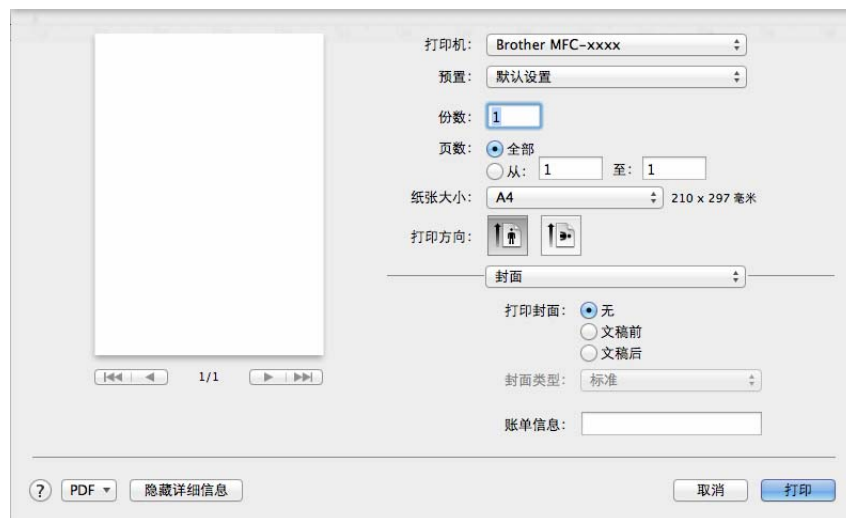 打印机: Brother MFC-xxxx
预置: 默认设置
份数: 1
页数: 全部
从: 1 至: 1
纸张大小: A4 210 x 297 毫米
打印方向:
封面
打印封面: 无
文稿前
文稿后
1/1
封面类型: 标准
账单信息:
? PDF 隐藏详细信息 取消 打印